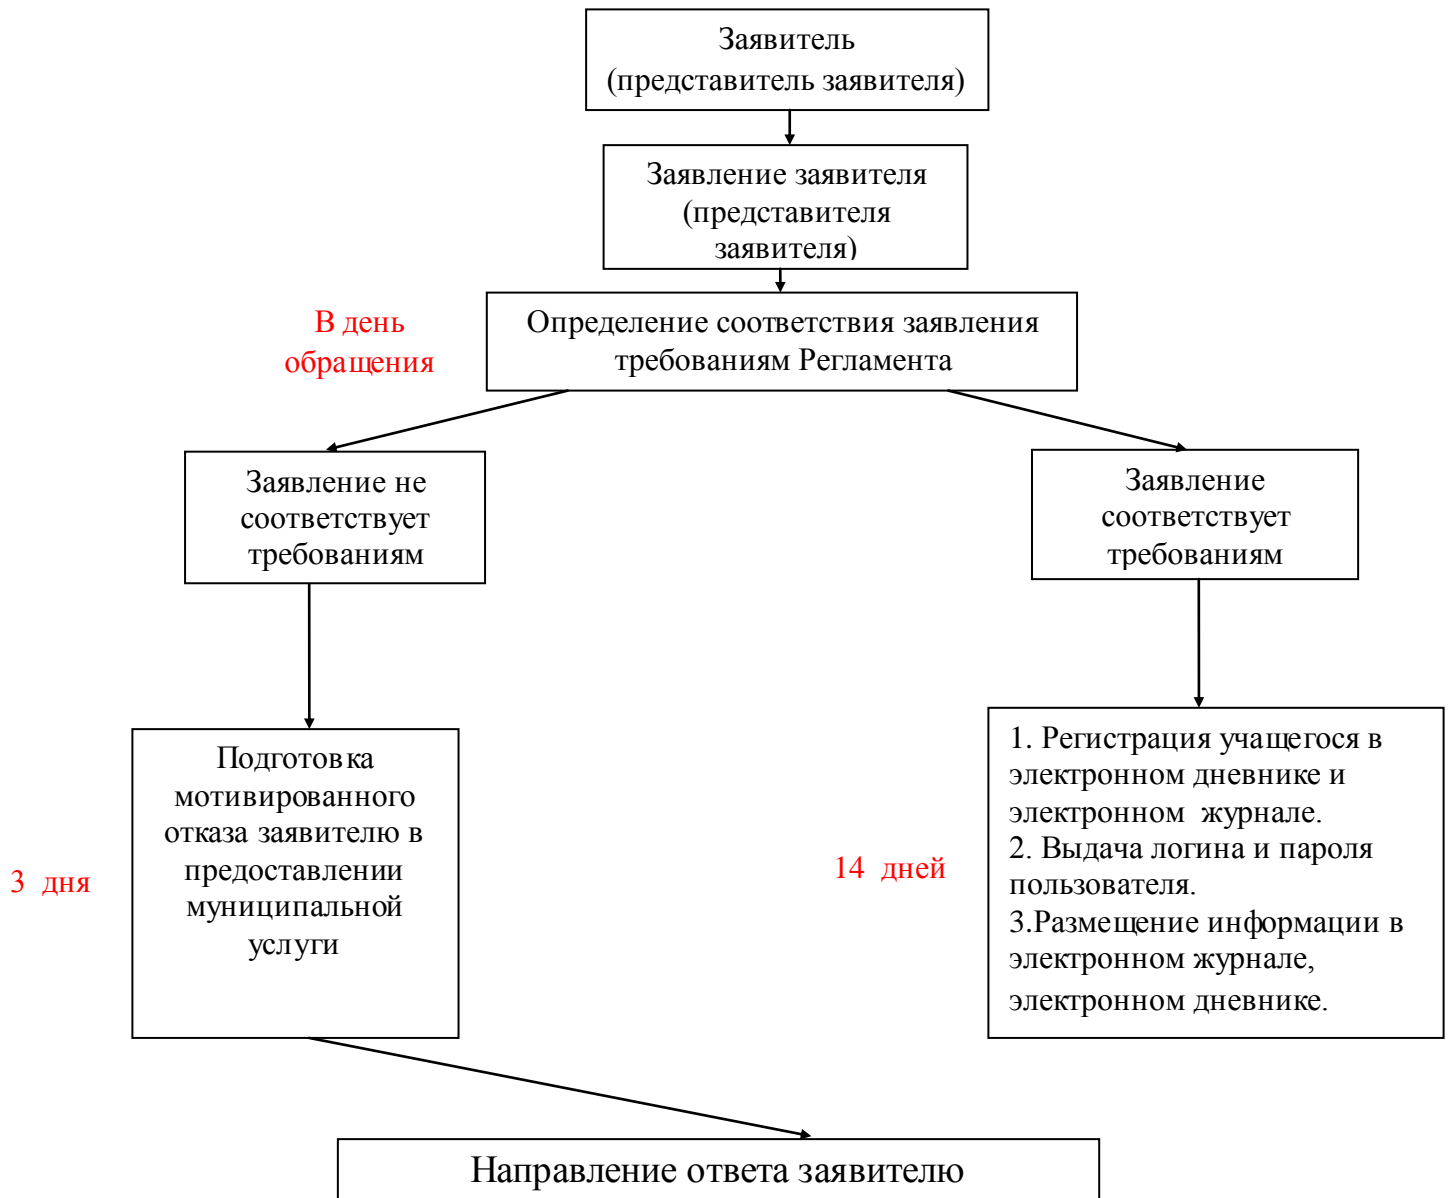 Заявитель
(представитель заявителя)
Заявление заявителя
(представителя
заявителя)
В день
обращения
Определение соответствия заявления
требованиям Регламента
Заявление не
соответствует
требованиям
Заявление
соответствует
требованиям
3 дня
Подготовка
мотивированного
отказа заявителю в
предоставлении
муниципальной
услуги
14 дней
1. Регистрация учащегося в
электронном дневнике и
электронном журнале.
2. Выдача логина и пароля
пользователя.
3.Размещение информации в
электронном журнале,
электронном дневнике.
Направление ответа заявителю